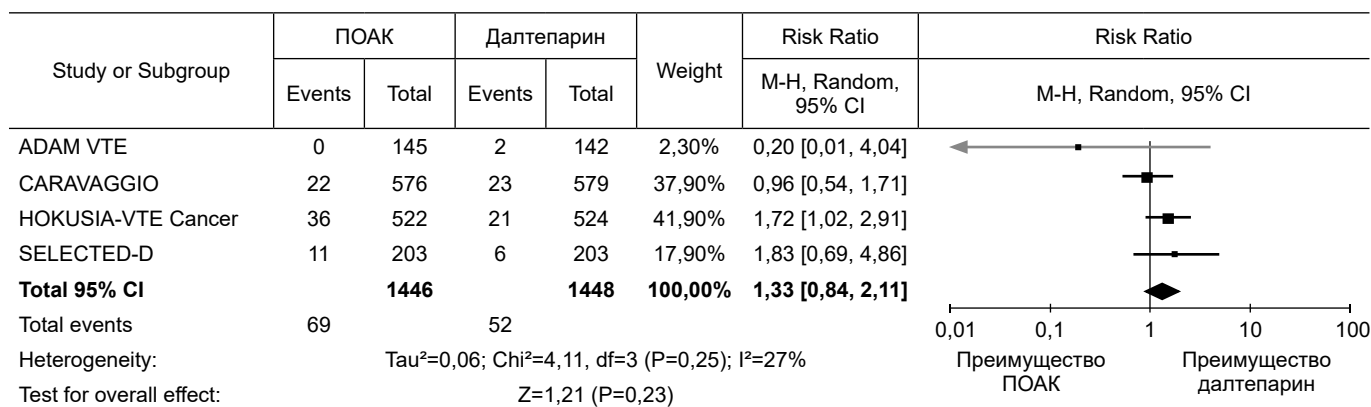 Study or Subgroup ПОАК Далтепарин Weight Risk Ratio Risk Ratio
Events Total Events Total M-H, Random, 95% CI M-H, Random, 95% CI
ADAM VTE 0 145 2 142 2,30% 0,20 [0,01, 4,04]
CARAVAGGIO 22 576 23 579 37,90% 0,96 [0,54, 1,71]
HOKUSIA-VTE Cancer 36 522 21 524 41,90% 1,72 [1,02, 2,91]
SELECTED-D 11 203 6 203 17,90% 1,83 [0,69, 4,86]
Total 95% CI 1446 1448 100,00% 1,33 [0,84, 2,11]
Total events 69 52
0,01 0,1 1 10 100
Heterogeneity: Tau²=0,06; Chi²=4,11, df=3 (P=0,25); I²=27%
Преимущество ПОАК Преимущество далтепарин
Test for overall effect: Z=1,21 (P=0,23)